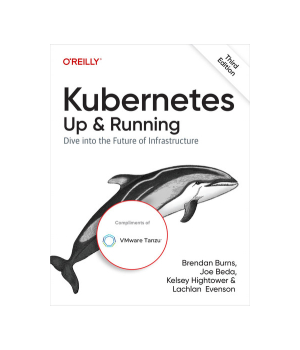 O'REILLY®
Third
Edition
Kubernetes
Up & Running
Dive into the Future of Infrastructure
Compliments of
VMware Tanzu
Brendan Burns,
Joe Beda,
Kelsey Hightower &
Lachlan Evenson